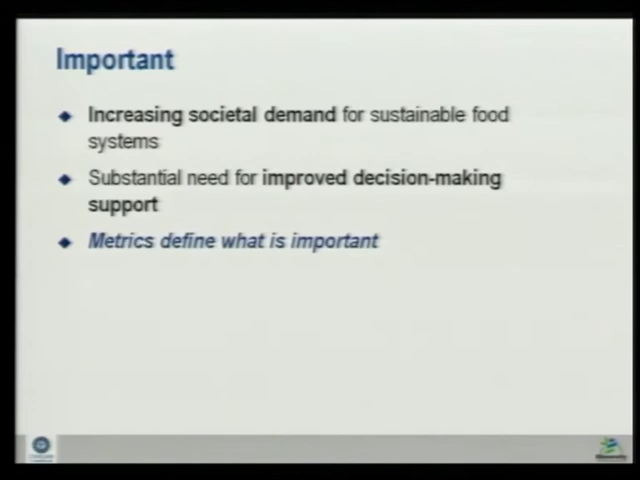 Important
Increasing societal demand for sustainable food
systems
Substantial need for improved decision-making
support
Metrics define what is important